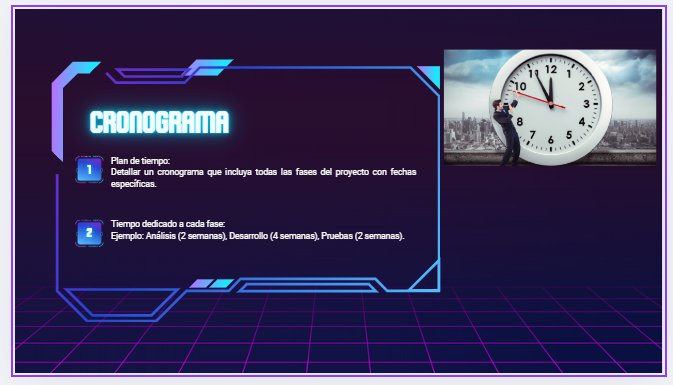 CRONOGRAMA
1
Plan de tiempo:
Detallar un cronograma que incluya todas las fases del proyecto con fechas
específicas.
2
Tiempo dedicado a cada fase:
Ejemplo: Análisis (2 semanas), Desarrollo (4 semanas), Pruebas (2 semanas).
11 12 1
2
3
4
8 7 6 5